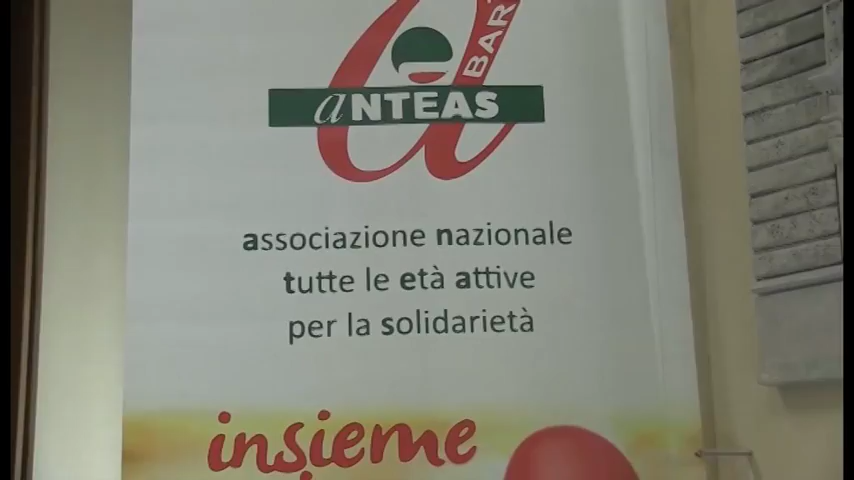 BAR
aNTEAS
associazione nazionale
tutte le età attive
per la solidarietà
insieme